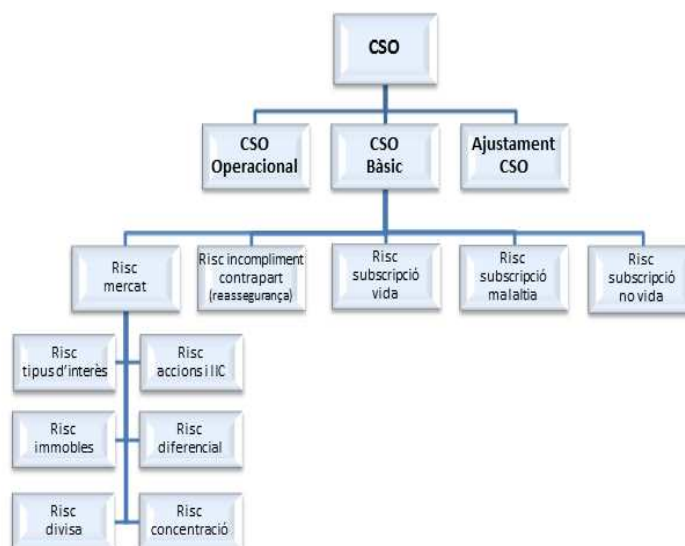 CSO
CSO
Operacional
CSO
Bàsic
Ajustament
CSO
Risc
mercat
Risc incompliment
contrapart
(reassegurança)
Risc
subscripció
vida
Risc
subscripció
malaltia
Risc
subscripció
no vida
Risc
tipus d'interès
Risc
accions i IIC
Risc
immobles
Risc
diferencial
Risc
divisa
Risc
concentració